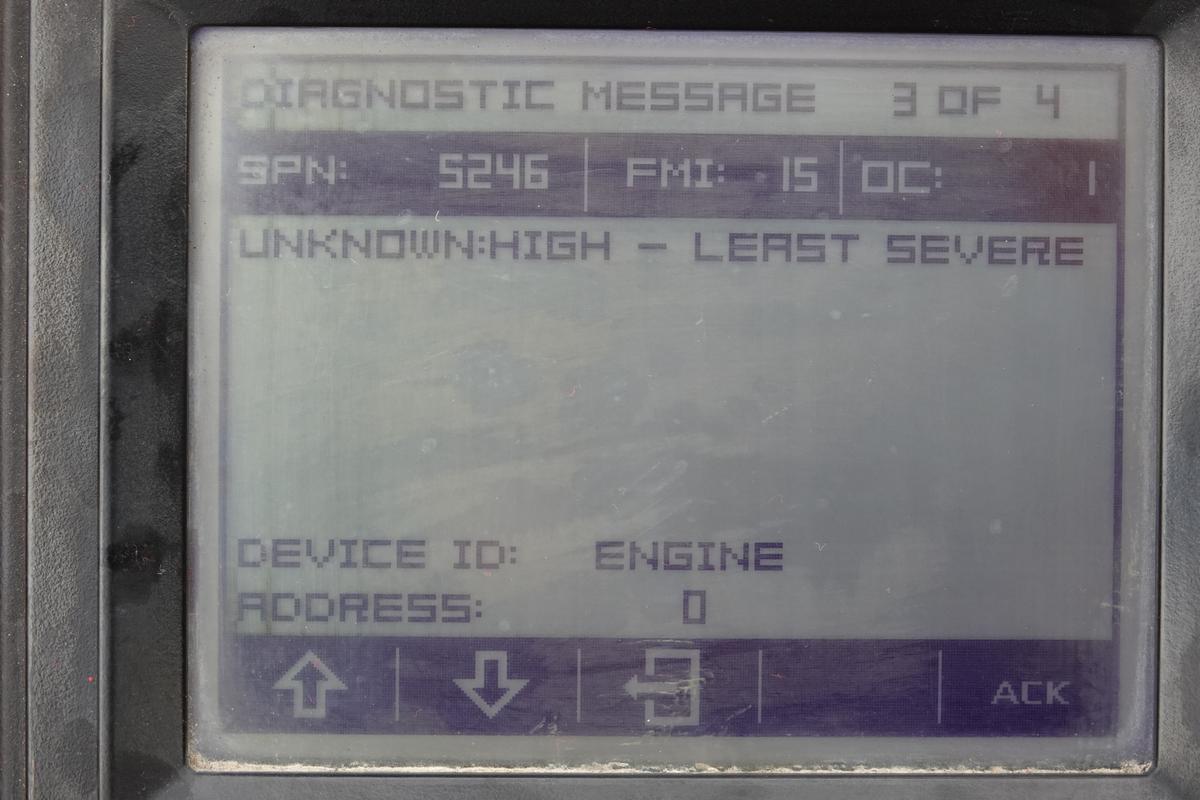 DIAGNOSTIC MESSAGE 3 OF 4
SPN: 5246 FMI: 15 OC: 1
UNKNOWN:HIGH - LEAST SEVERE
DEVICE ID: ENGINE
ADDRESS: 0
ACK